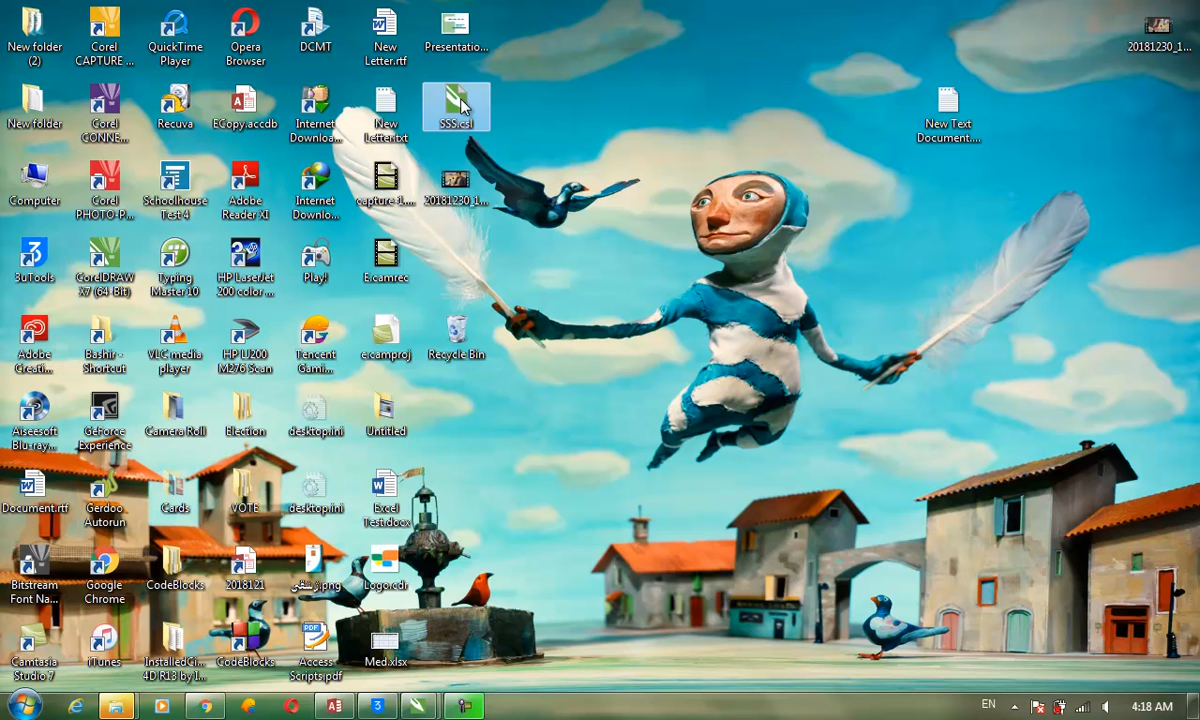 New folder
(2)
Corel
CAPTURE ...
QuickTime
Player
Opera
Browser
DCMT
New
Letter.rtf
Presentatio...
20181230_1...
New folder
Corel
CONNE...
Recuva
ECopy.accdb
Internet
Downloa...
New
Letter.txt
SSS.csl
New Text
Document....
Computer
Corel
PHOTO-P...
Schoolhouse
Test 4
Adobe
Reader XI
Internet
Downlo...
capture-1....
20181230_1...
3uTools
CorelDRAW
X7 (64-Bit)
Typing
Master 10
HP LaserJet
200 color ...
Play!
E.camrec
Adobe
Creati...
Bashir -
Shortcut
VLC media
player
HP LJ200
M276 Scan
Tencent
Gami...
e.camproj
Recycle Bin
Aiseesoft
Blu-ray...
GeForce
Experience
Camera Roll
Election
desktop.ini
Untitled
Document.rtf
Gerdoo
Autorun
Cards
VOTE
desktop.ini
Excel
Test.docx
Bitstream
Font Na...
Google
Chrome
CodeBlocks
2018121
Logo.cdr
Camtasia
Studio 7
iTunes
InstalledCi...
4D R13 by I...
CodeBlocks
Access
Scripts.pdf
Med.xlsx
EN
4:18 AM